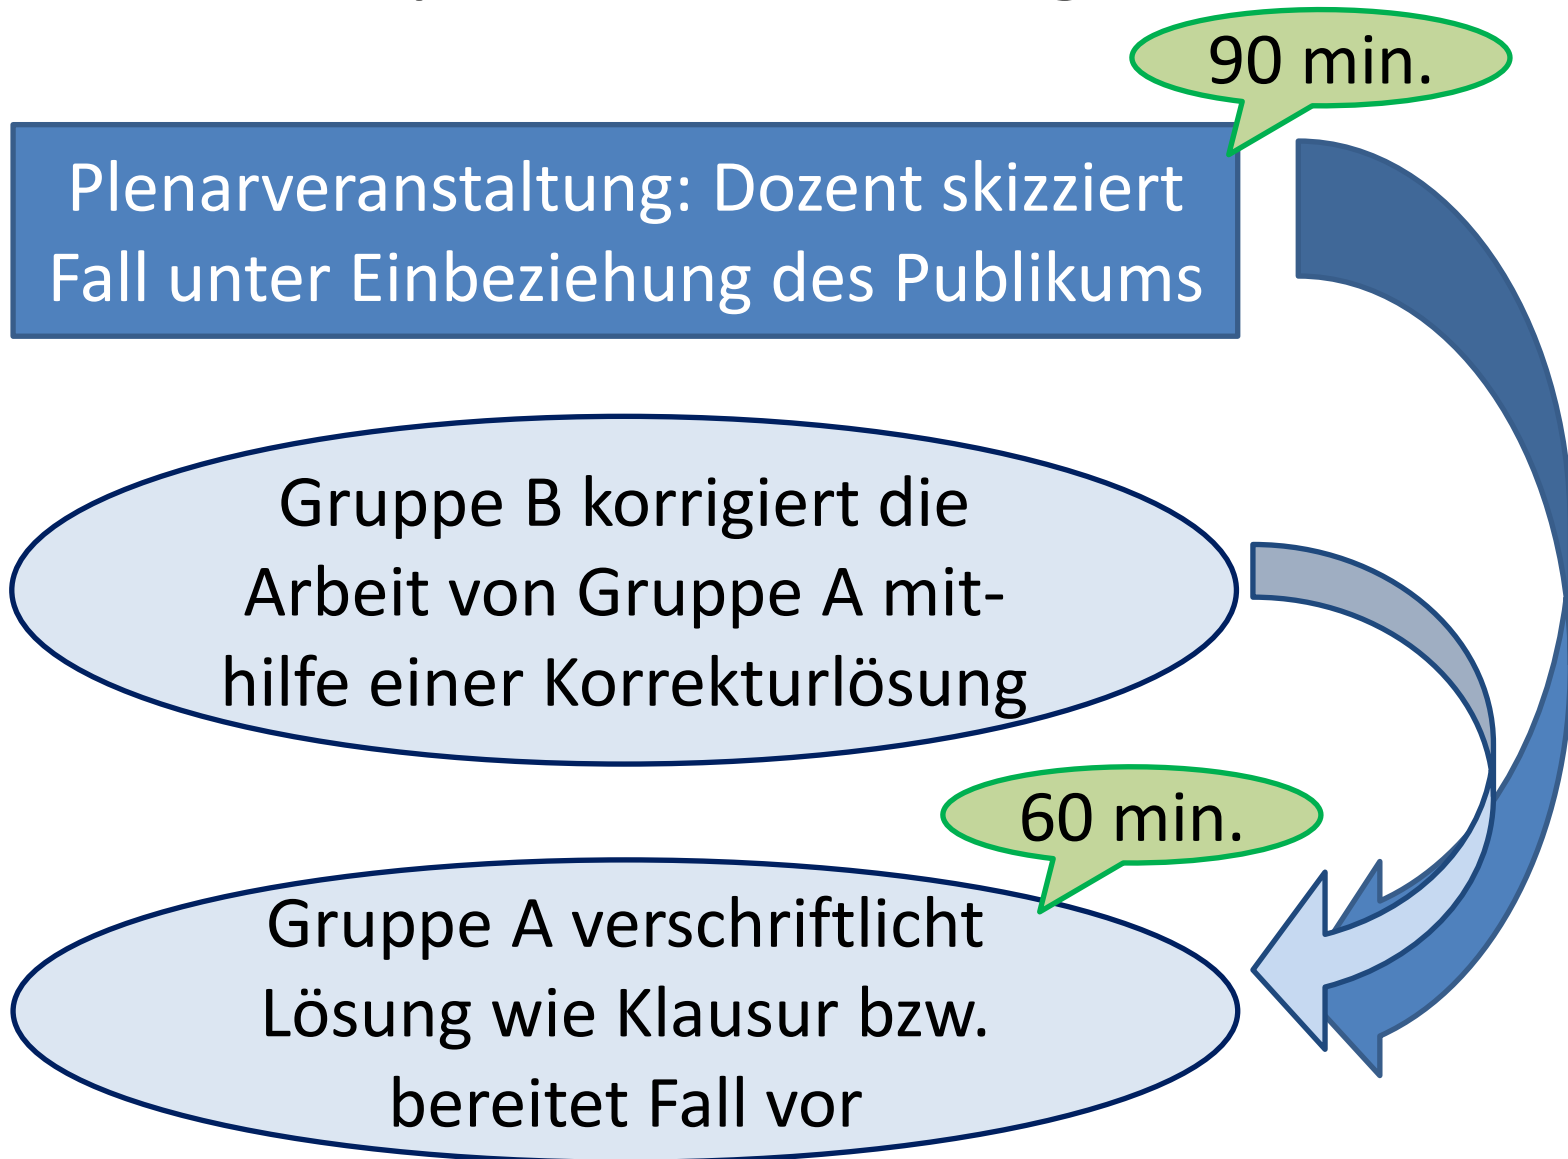 90 min.
Plenarveranstaltung: Dozent skizziert
Fall unter Einbeziehung des Publikums
Gruppe B korrigiert die
Arbeit von Gruppe A mit-
hilfe einer Korrekturlösung
60 min.
Gruppe A verschriftlicht
Lösung wie Klausur bzw.
bereitet Fall vor